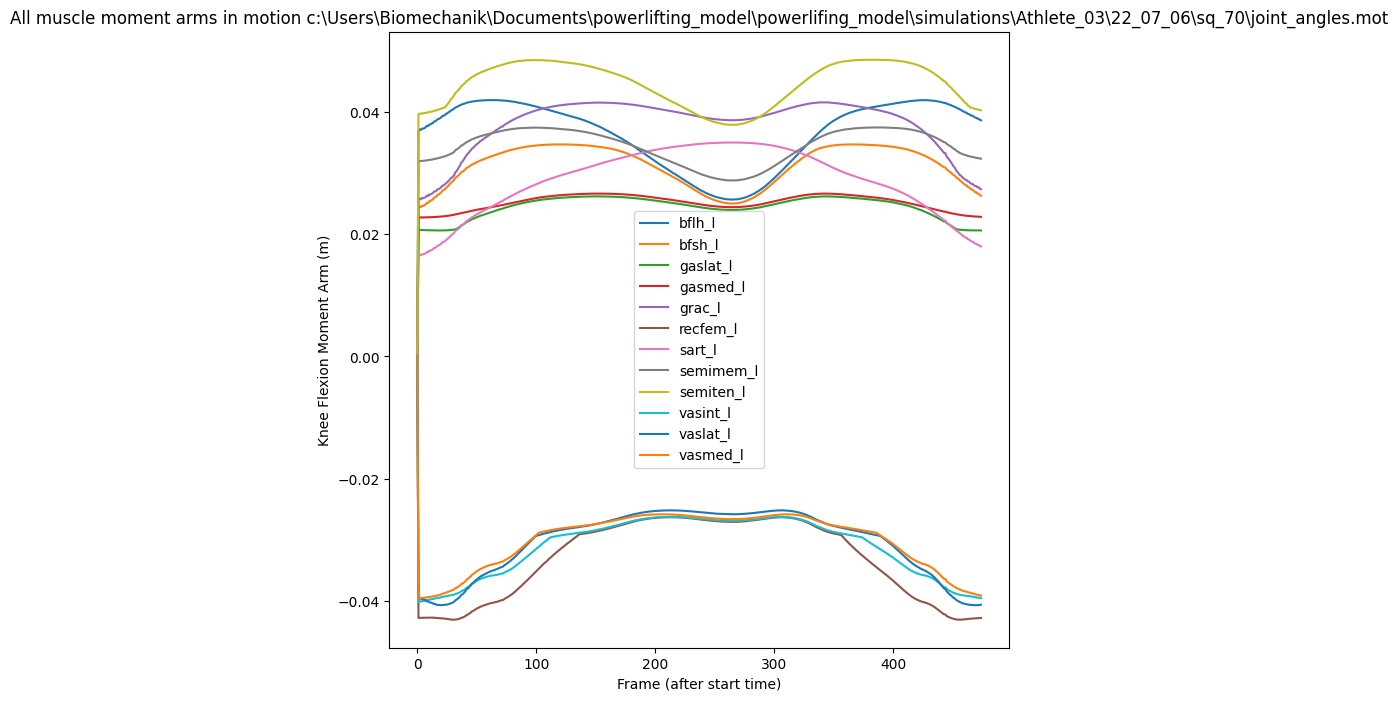 All muscle moment arms in motion c:\Users\Biomechanik\Documents\powerlifting_model\powerlifing_model\simulations\Athlete_03\22_07_06\sq_70\joint_angles.mot
Knee Flexion Moment Arm (m)
0.04
0.02
0.00
−0.02
−0.04
bflh_l
bfsh_l
gaslat_l
gasmed_l
grac_l
recfem_l
sart_l
semimem_l
semiten_l
vasint_l
vaslat_l
vasmed_l
0
100
200
300
400
Frame (after start time)